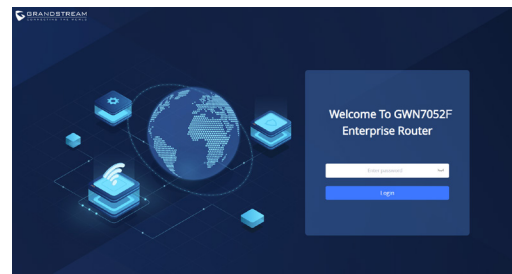 GRANDSTREAM
CONNECTING THE WORLD
Welcome To GWN7052F
Enterprise Router
Enter password
Login